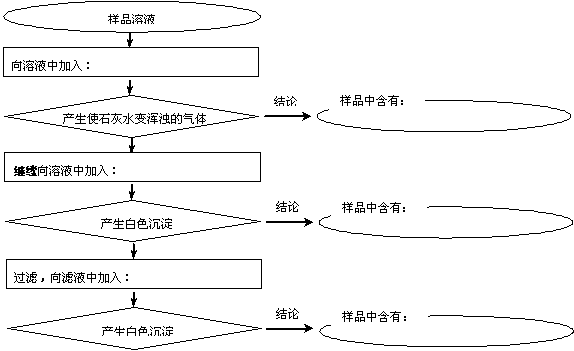 样品溶液
向溶液中加入：
产生使石灰水变浑浊的气体
结论
样品中含有：
继续向溶液中加入：
产生白色沉淀
结论
样品中含有：
过滤，向滤液中加入：
产生白色沉淀
结论
样品中含有：